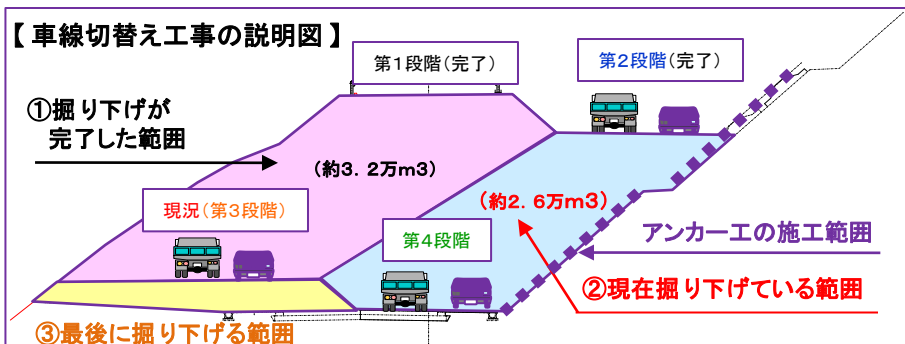 【 車線切替え工事の説明図 】
第1段階(完了)
第2段階(完了)
①掘り下げが
完了した範囲
(約3．2万m3)
(約2．6万m3)
現況(第3段階)
第4段階
アンカー工の施工範囲
②現在掘り下げている範囲
③最後に掘り下げる範囲